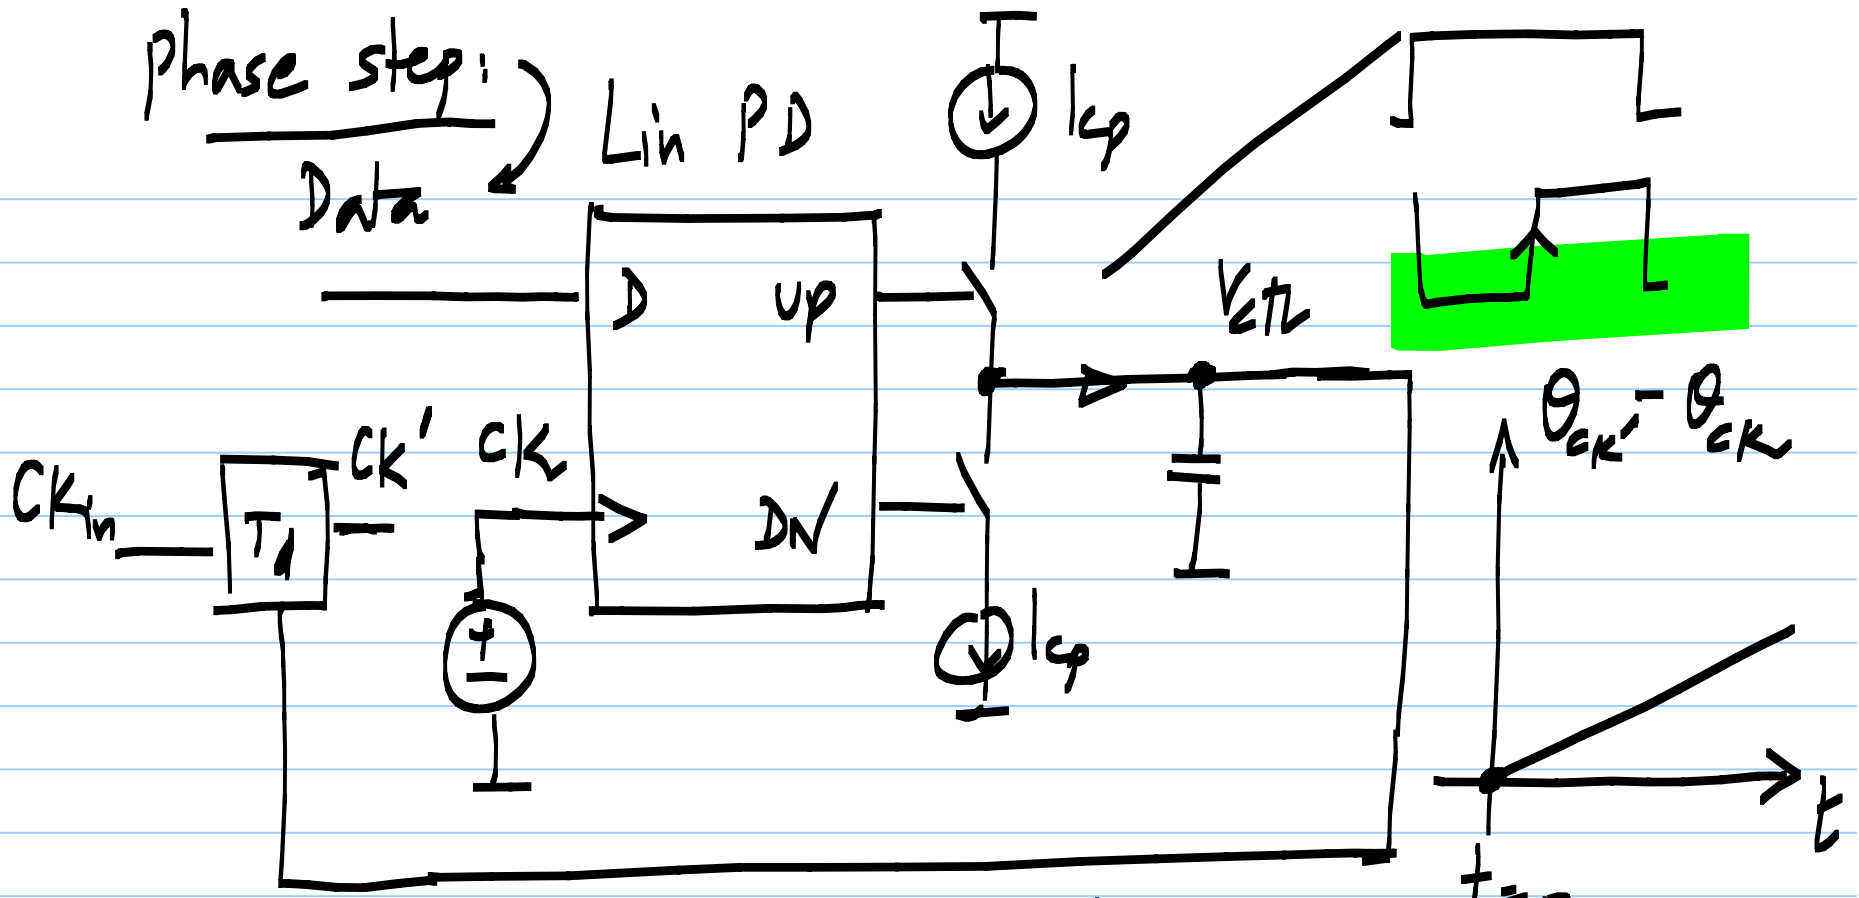 Phase step:
Data
Lin PD
Icp
D
UP
Vctl
θck' - θck
CKin
Td
CK'
CK
DN
Icp
+
t